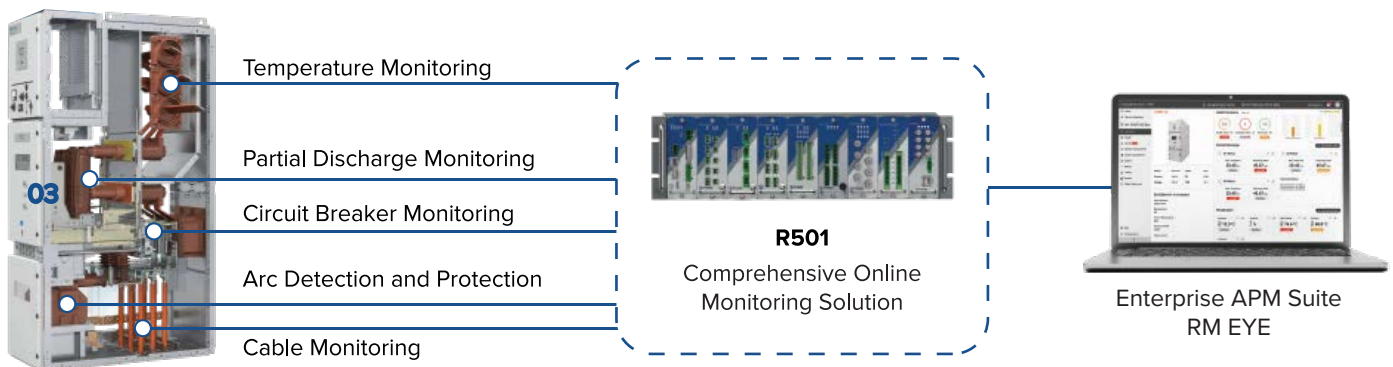 Temperature Monitoring
Partial Discharge Monitoring
03
Circuit Breaker Monitoring
Arc Detection and Protection
Cable Monitoring
R501
Comprehensive Online
Monitoring Solution
Enterprise APM Suite
RM EYE